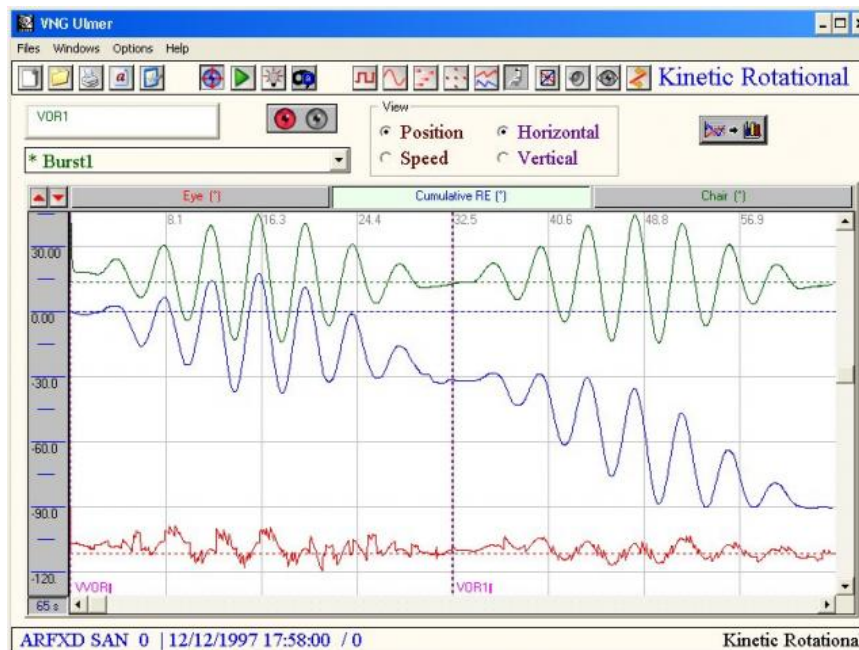 VNG Ulmer
Files Windows Options Help
Kinetic Rotational
VOR1
* Burst1
View
Position Horizontal
Speed Vertical
Eye (°) Cumulative RE (°) Chair (°)
8.1 16.3 24.4 32.5 40.6 48.8 56.9
30.00
0.00
-30.0
-60.0
-90.0
-120.
VVOR VOR1
65 s
ARFXD SAN 0 | 12/12/1997 17:58:00 / 0 Kinetic Rotationa